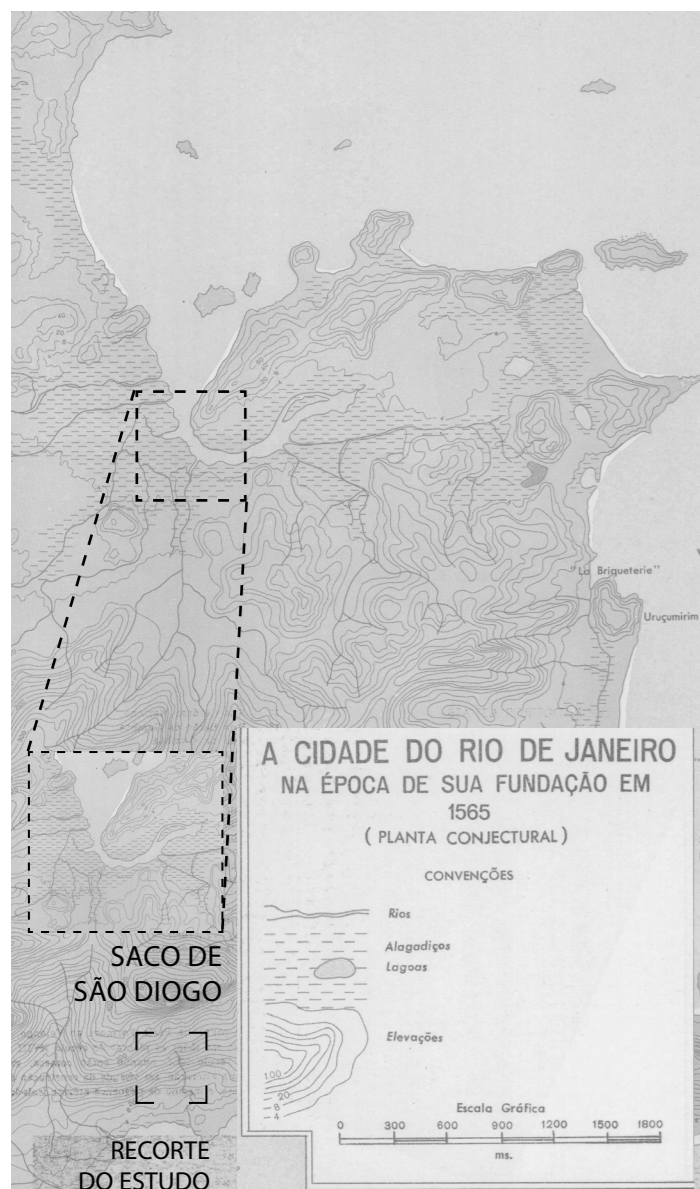 "La Briqueterie"
Uruçumirim
A CIDADE DO RIO DE JANEIRO
NA ÉPOCA DE SUA FUNDAÇÃO EM
1565
( PLANTA CONJECTURAL )
CONVENÇÕES
Rios
Alagadiços
Lagoas
Elevações
100
20
8
4
Escala Gráfica
0 300 600 900 1200 1500 1800
ms.
SACO DE
SÃO DIOGO
RECORTE
DO ESTUDO